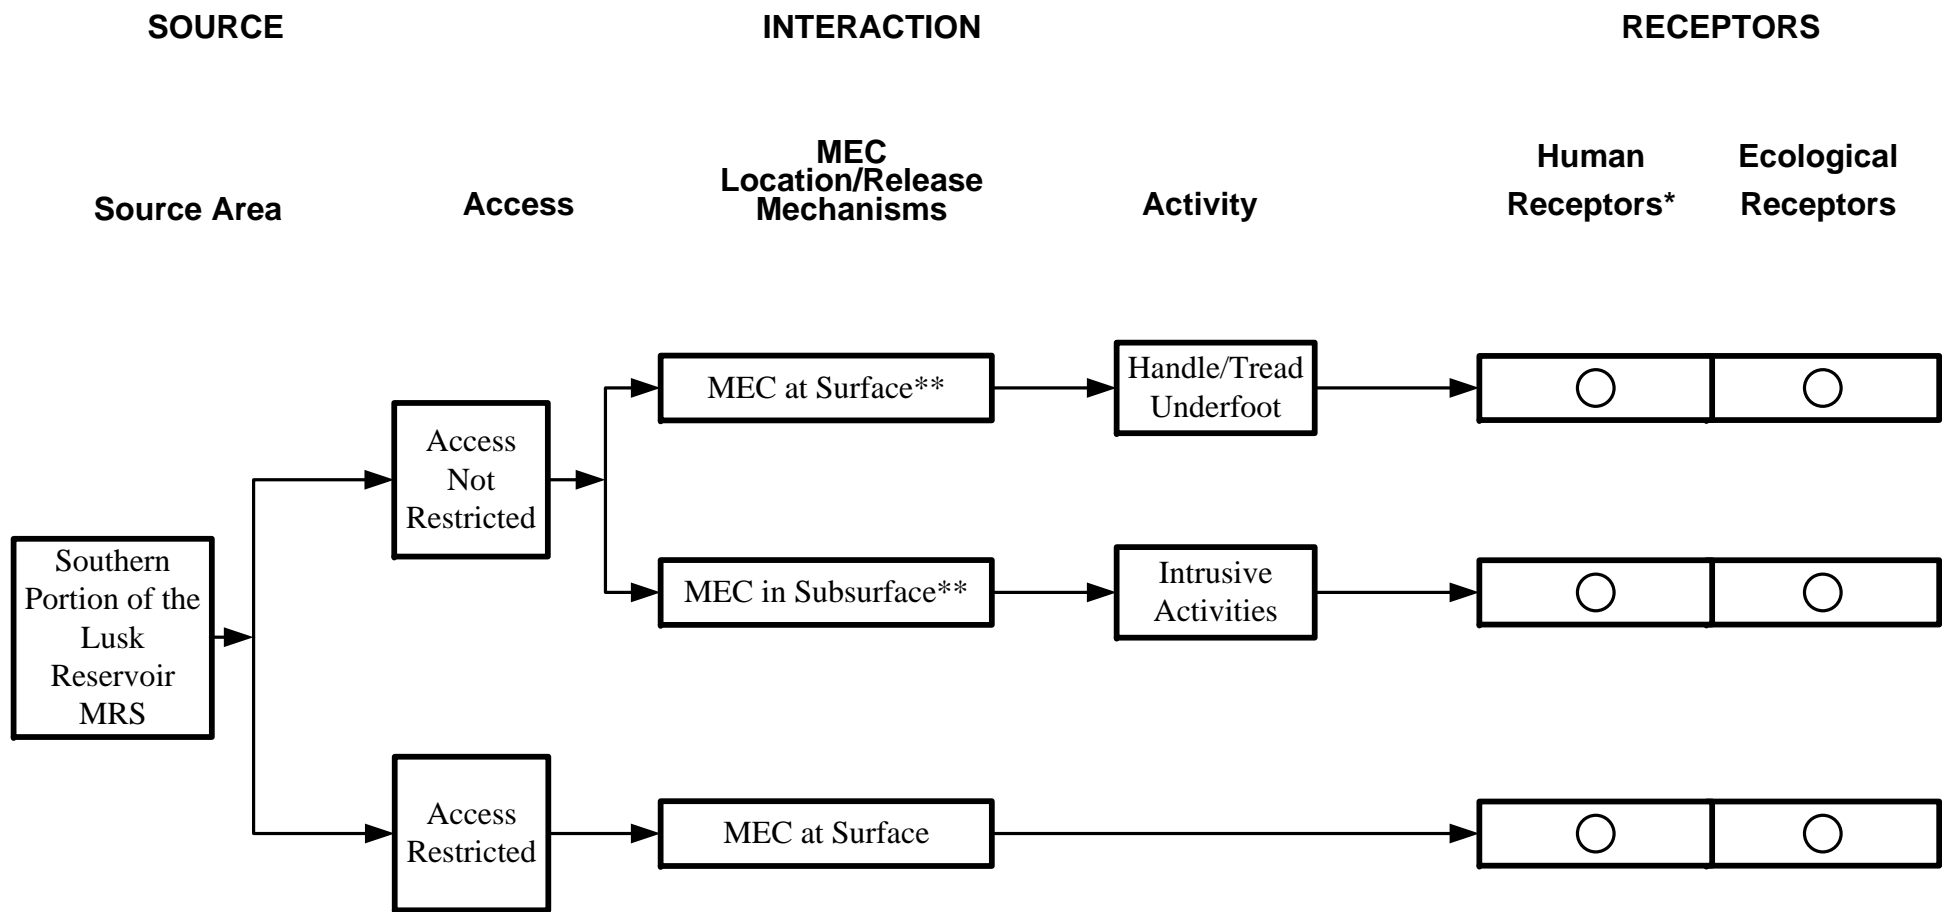 SOURCE
INTERACTION
RECEPTORS
Source Area
Access
MEC
Location/Release
Mechanisms
Activity
Human
Receptors*
Ecological
Receptors
Southern
Portion of the
Lusk
Reservoir
MRS
Access
Not
Restricted
MEC at Surface**
Handle/Tread
Underfoot
MEC in Subsurface**
Intrusive
Activities
Access
Restricted
MEC at Surface